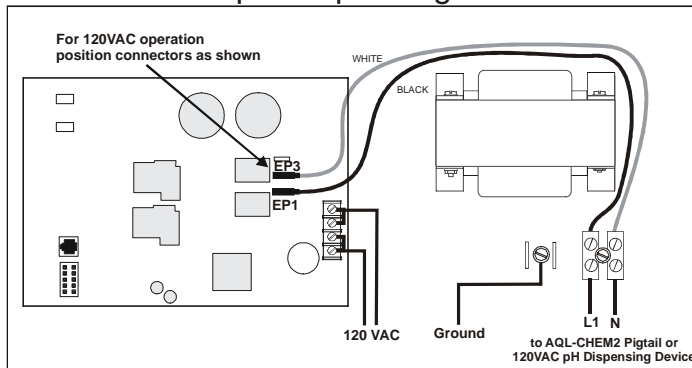 For 120VAC operation
position connectors as shown
WHITE
BLACK
EP3
EP1
120 VAC
Ground
L1 N
to AQL-CHEM2 Pigtail or
120VAC pH Dispensing Device